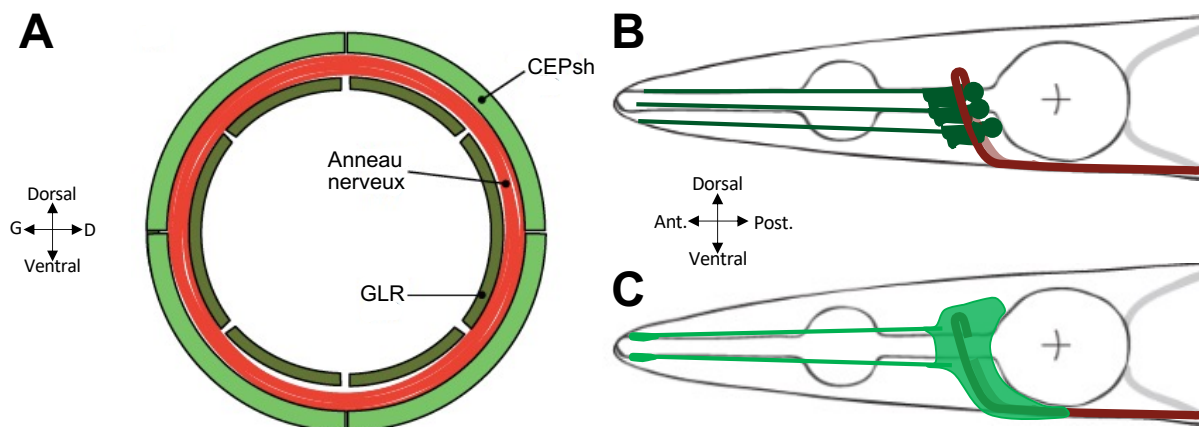 A
CEPsh
Anneau
nerveux
GLR
Dorsal
G
D
Ventral
B
Dorsal
Ant.
Post.
Ventral
C